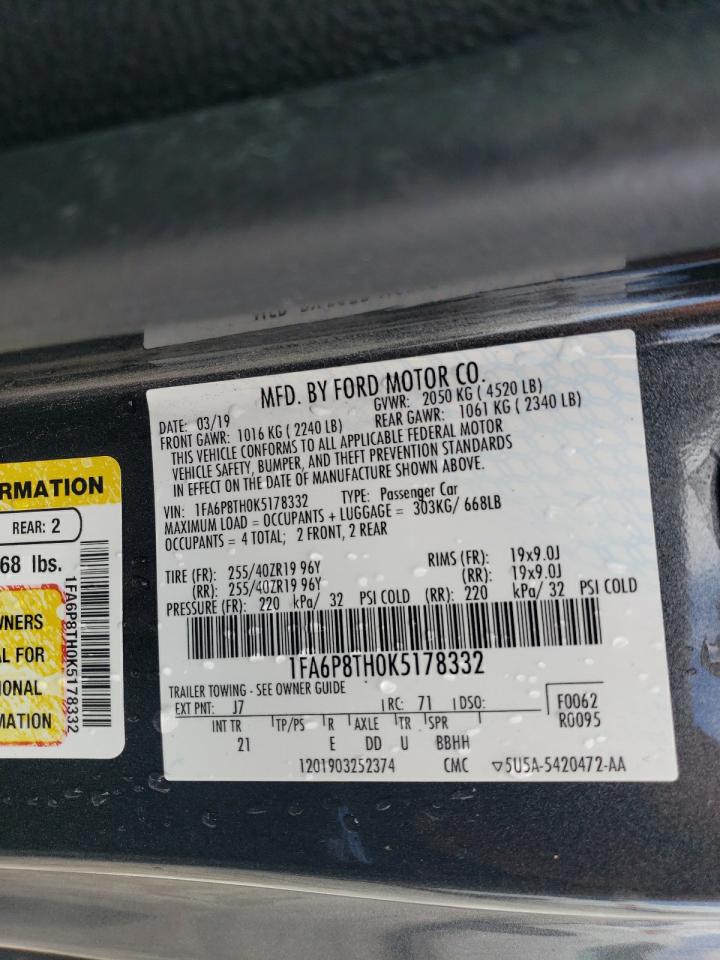 MFD. BY FORD MOTOR CO.
DATE: 03/19 GVWR: 2050 KG ( 4520 LB)
FRONT GAWR: 1016 KG ( 2240 LB) REAR GAWR: 1061 KG ( 2340 LB)
THIS VEHICLE CONFORMS TO ALL APPLICABLE FEDERAL MOTOR
VEHICLE SAFETY, BUMPER, AND THEFT PREVENTION STANDARDS
IN EFFECT ON THE DATE OF MANUFACTURE SHOWN ABOVE.
VIN: 1FA6P8TH0K5178332 TYPE: Passenger Car
MAXIMUM LOAD = OCCUPANTS + LUGGAGE = 303KG/ 668LB
OCCUPANTS = 4 TOTAL; 2 FRONT, 2 REAR
TIRE (FR): 255/40ZR19 96Y RIMS (FR): 19x9.0J
(RR): 255/40ZR19 96Y (RR): 19x9.0J
PRESSURE (FR): 220 kPa/ 32 PSI COLD (RR): 220 kPa/ 32 PSI COLD
1FA6P8TH0K5178332
TRAILER TOWING - SEE OWNER GUIDE
EXT PNT: J7 RC: 71 DSO: F0062
INT TR TP/PS R AXLE TR SPR R0095
21 E DD U BBHH
1201903252374 CMC ▽5U5A-5420472-AA
RMATION
REAR: 2
68 lbs.
WNERS
AL FOR
IONAL
MATION
1FA6P8TH0K5178332